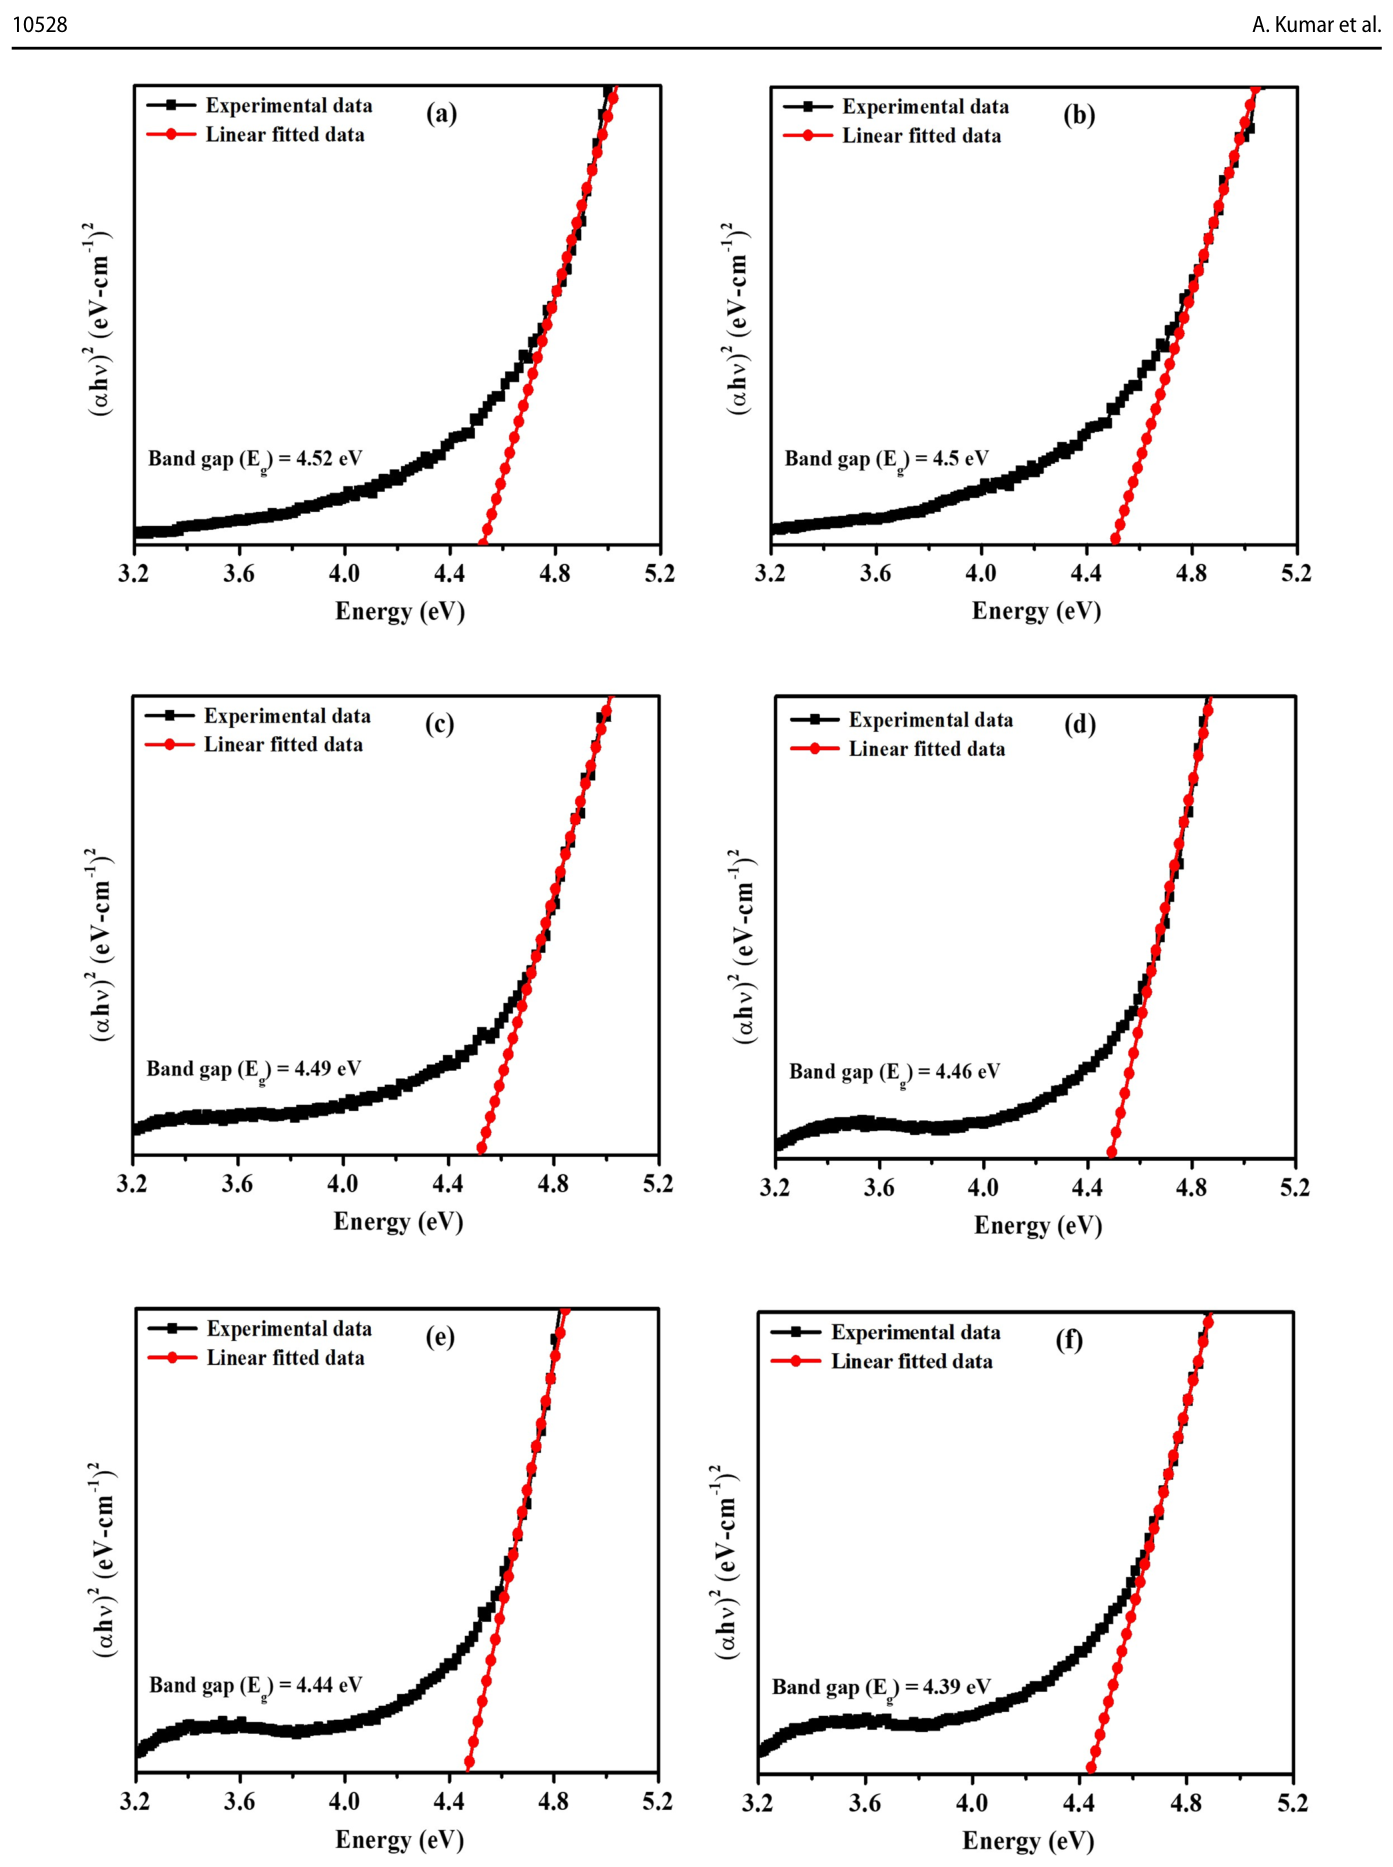 10528 A. Kumar et al.
Experimental data
Linear fitted data
(a)
(αhν)² (eV-cm⁻¹)²
Band gap (Eg) = 4.52 eV
3.2 3.6 4.0 4.4 4.8 5.2
Energy (eV)
Experimental data
Linear fitted data
(b)
(αhν)² (eV-cm⁻¹)²
Band gap (Eg) = 4.5 eV
3.2 3.6 4.0 4.4 4.8 5.2
Energy (eV)
Experimental data
Linear fitted data
(c)
(αhν)² (eV-cm⁻¹)²
Band gap (Eg) = 4.49 eV
3.2 3.6 4.0 4.4 4.8 5.2
Energy (eV)
Experimental data
Linear fitted data
(d)
(αhν)² (eV-cm⁻¹)²
Band gap (Eg) = 4.46 eV
3.2 3.6 4.0 4.4 4.8 5.2
Energy (eV)
Experimental data
Linear fitted data
(e)
(αhν)² (eV-cm⁻¹)²
Band gap (Eg) = 4.44 eV
3.2 3.6 4.0 4.4 4.8 5.2
Energy (eV)
Experimental data
Linear fitted data
(f)
(αhν)² (eV-cm⁻¹)²
Band gap (Eg) = 4.39 eV
3.2 3.6 4.0 4.4 4.8 5.2
Energy (eV)